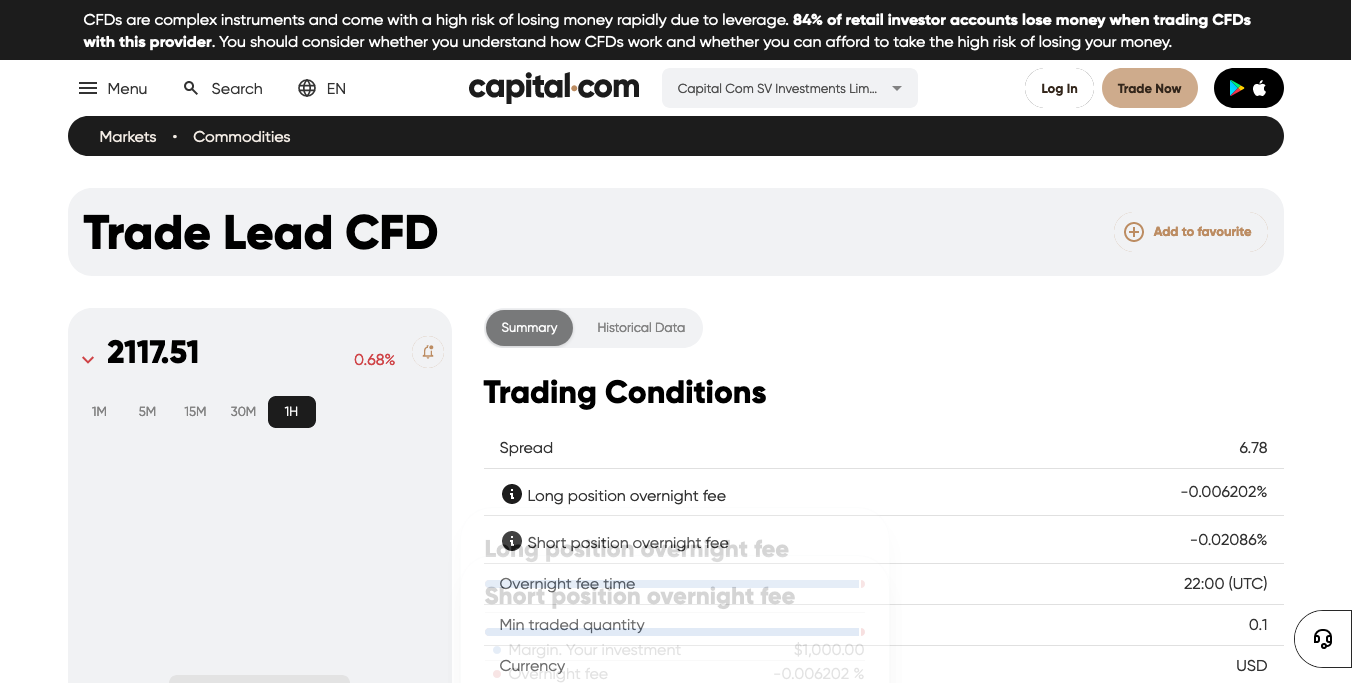 CFDs are complex instruments and come with a high risk of losing money rapidly due to leverage. 84% of retail investor accounts lose money when trading CFDs
with this provider. You should consider whether you understand how CFDs work and whether you can afford to take the high risk of losing your money.
Menu Search EN capital.com Capital Com SV Investments Lim... Log In Trade Now
Markets • Commodities
Trade Lead CFD
Add to favourite
2117.51 0.68%
1M 5M 15M 30M 1H
Summary Historical Data
Trading Conditions
Spread 6.78
Long position overnight fee -0.006202%
Short position overnight fee -0.02086%
Long position overnight fee
Overnight fee time 22:00 (UTC)
Short position overnight fee
Min traded quantity 0.1
Margin. Your investment $1,000.00
Currency USD
Overnight fee -0.006202 %